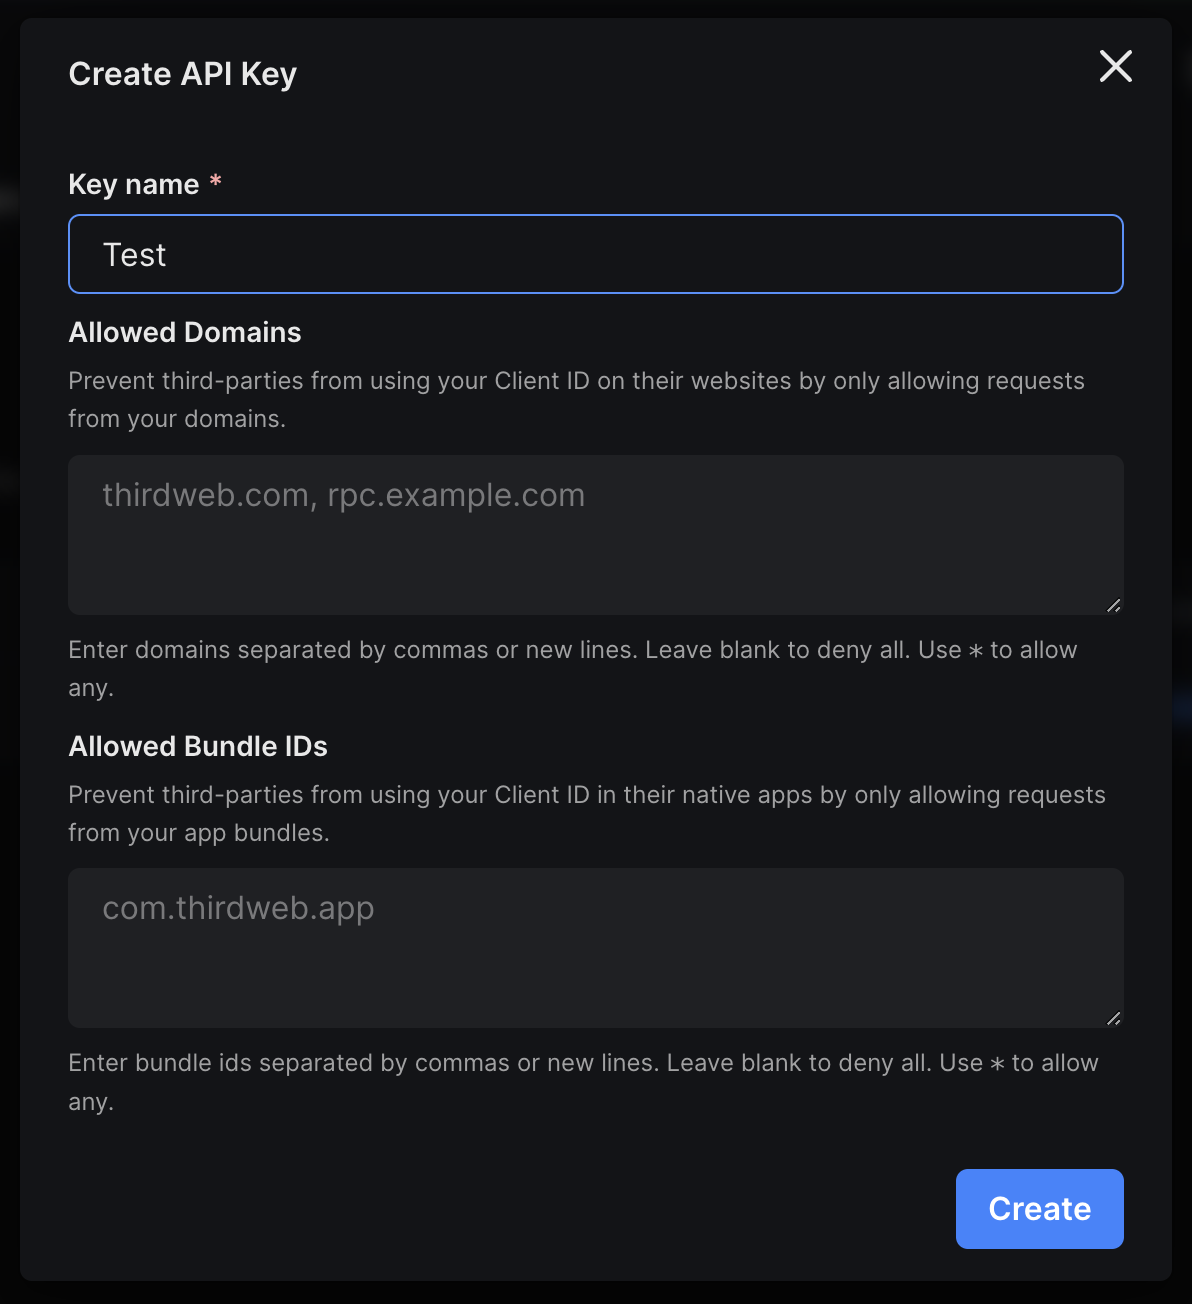 Create API Key
Key name *
Test
Allowed Domains
Prevent third-parties from using your Client ID on their websites by only allowing requests
from your domains.
thirdweb.com, rpc.example.com
Enter domains separated by commas or new lines. Leave blank to deny all. Use * to allow
any.
Allowed Bundle IDs
Prevent third-parties from using your Client ID in their native apps by only allowing requests
from your app bundles.
com.thirdweb.app
Enter bundle ids separated by commas or new lines. Leave blank to deny all. Use * to allow
any.
Create